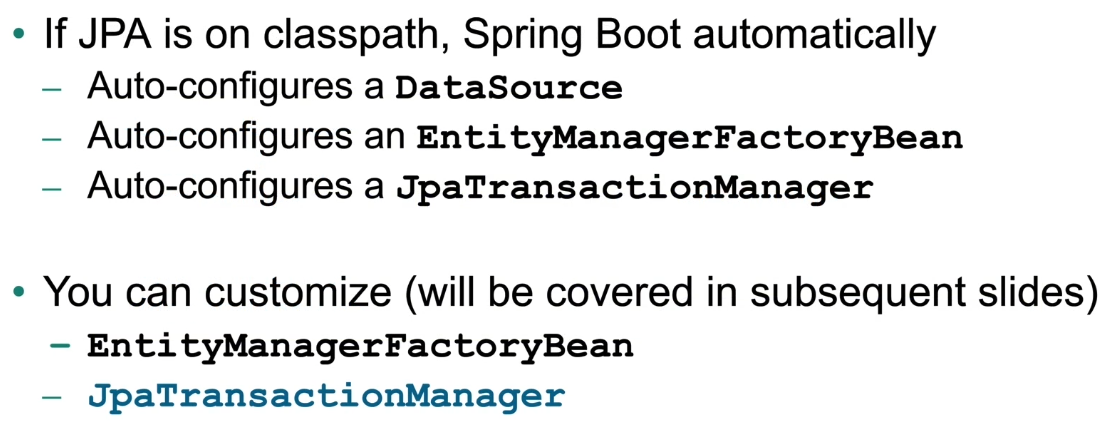 • If JPA is on classpath, Spring Boot automatically
– Auto-configures a DataSource
– Auto-configures an EntityManagerFactoryBean
– Auto-configures a JpaTransactionManager
• You can customize (will be covered in subsequent slides)
– EntityManagerFactoryBean
– JpaTransactionManager